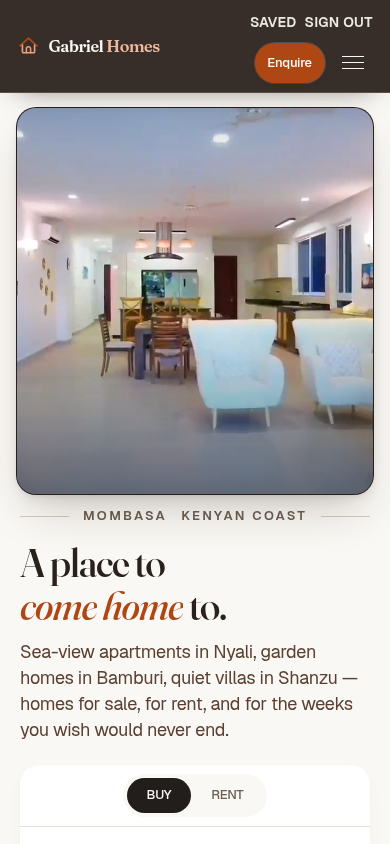 SAVED SIGN OUT
Gabriel Homes
Enquire
MOMBASA KENYAN COAST
A place to
come home to.
Sea-view apartments in Nyali, garden
homes in Bamburi, quiet villas in Shanzu —
homes for sale, for rent, and for the weeks
you wish would never end.
BUY RENT